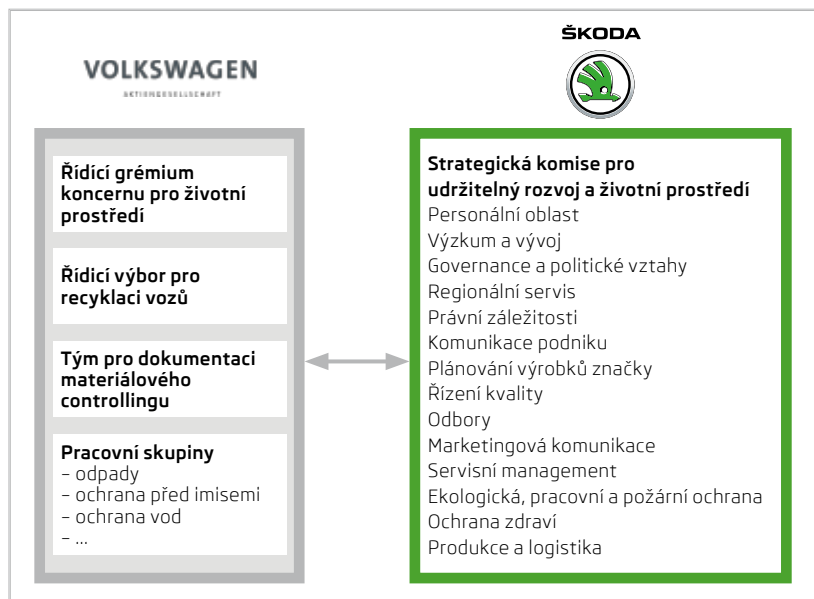 VOLKSWAGEN
AKTIENGESELLSCHAFT
Řídící grémium
koncernu pro životní
prostředí
Řídicí výbor pro
recyklaci vozů
Tým pro dokumentaci
materiálového
controllingu
Pracovní skupiny
– odpady
– ochrana před imisemi
– ochrana vod
– ...
ŠKODA
Strategická komise pro
udržitelný rozvoj a životní prostředí
Personální oblast
Výzkum a vývoj
Governance a politické vztahy
Regionální servis
Právní záležitosti
Komunikace podniku
Plánování výrobků značky
Řízení kvality
Odbory
Marketingová komunikace
Servisní management
Ekologická, pracovní a požární ochrana
Ochrana zdraví
Produkce a logistika